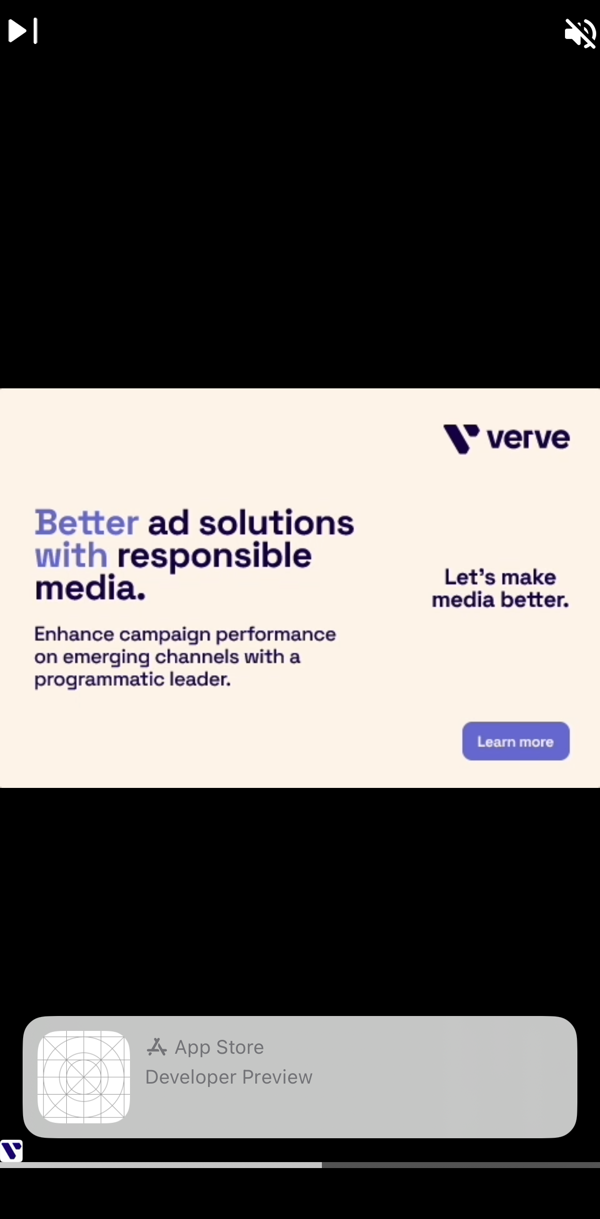 verve
Better ad solutions
with responsible
media.
Let's make
media better.
Enhance campaign performance
on emerging channels with a
programmatic leader.
Learn more
App Store
Developer Preview